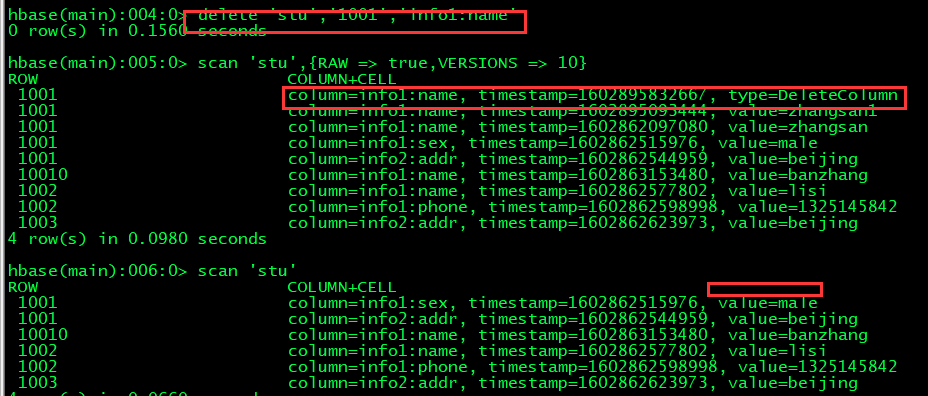 hbase(main):004:0> delete 'stu','1001','info1:name'
0 row(s) in 0.1560 seconds
hbase(main):005:0> scan 'stu',{RAW => true,VERSIONS => 10}
ROW COLUMN+CELL
1001 column=info1:name, timestamp=1602895832667, type=DeleteColumn
1001 column=info1:name, timestamp=1602895093444, value=zhangsan1
1001 column=info1:name, timestamp=1602862097080, value=zhangsan
1001 column=info1:sex, timestamp=1602862515976, value=male
1001 column=info2:addr, timestamp=1602862544959, value=beijing
10010 column=info1:name, timestamp=1602863153480, value=banzhang
1002 column=info1:name, timestamp=1602862577802, value=lisi
1002 column=info1:phone, timestamp=1602862598998, value=1325145842
1003 column=info2:addr, timestamp=1602862623973, value=beijing
4 row(s) in 0.0980 seconds
hbase(main):006:0> scan 'stu'
ROW COLUMN+CELL
1001 column=info1:sex, timestamp=1602862515976, value=male
1001 column=info2:addr, timestamp=1602862544959, value=beijing
10010 column=info1:name, timestamp=1602863153480, value=banzhang
1002 column=info1:name, timestamp=1602862577802, value=lisi
1002 column=info1:phone, timestamp=1602862598998, value=1325145842
1003 column=info2:addr, timestamp=1602862623973, value=beijing